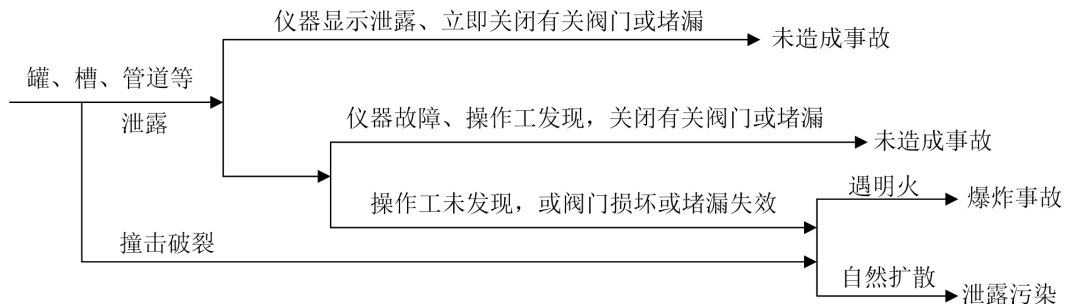 仪器显示泄露、立即关闭有关阀门或堵漏
未造成事故
罐、槽、管道等
泄露
仪器故障、操作工发现，关闭有关阀门或堵漏
未造成事故
遇明火
爆炸事故
操作工未发现，或阀门损坏或堵漏失效
撞击破裂
自然扩散
泄露污染